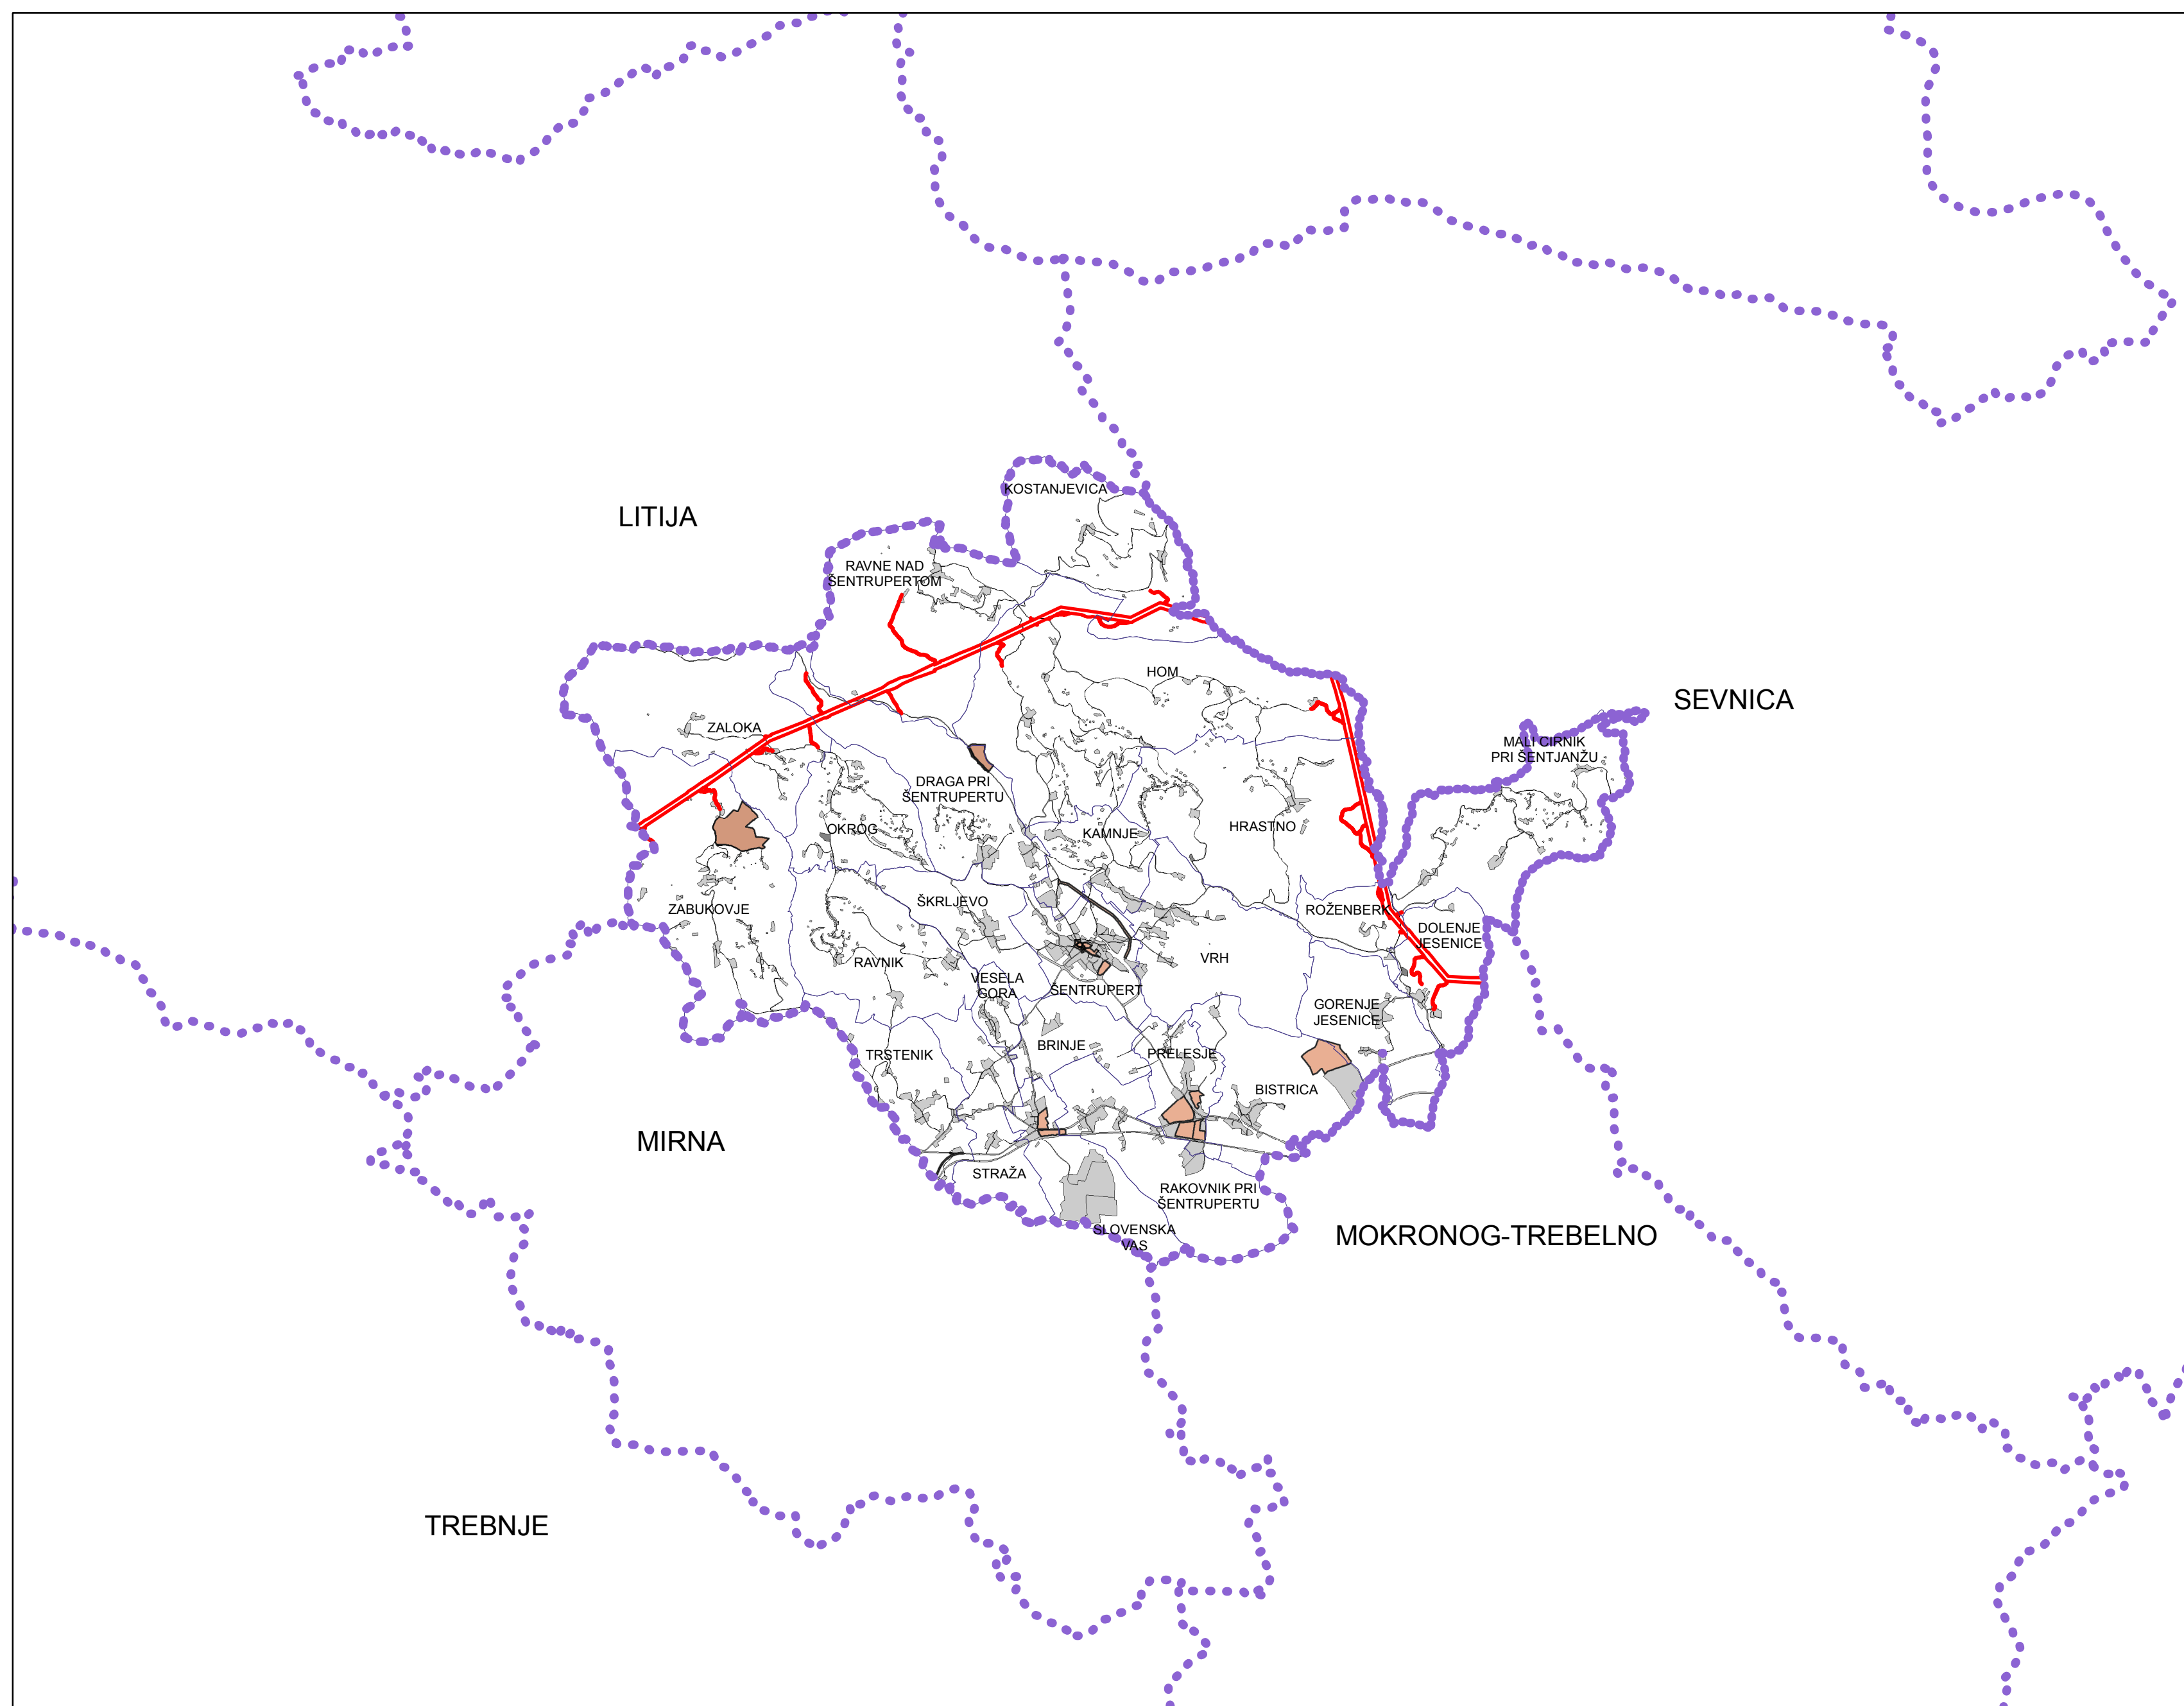 KOSTANJEVICA
LITIJA
RAVNE NAD
ŠENTRUPERTOM
HOM
SEVNICA
ZALOKA
MALI CIRNIK
PRI ŠENTJANŽU
DRAGA PRI
ŠENTRUPERTU
OKROG
KAMNJE
HRASTNO
ŠKRLJEVO
ZABUKOVJE
ROŽENBERK
DOLENJE
JESENICE
RAVNIK
VRH
VESELA
GORA
ŠENTRUPERT
GORENJE
JESENICE
BRINJE
TRSTENIK
PRELESJE
BISTRICA
MIRNA
STRAŽA
RAKOVNIK PRI
ŠENTRUPERTU
SLOVENSKA
VAS
MOKRONOG-TREBELNO
TREBNJE